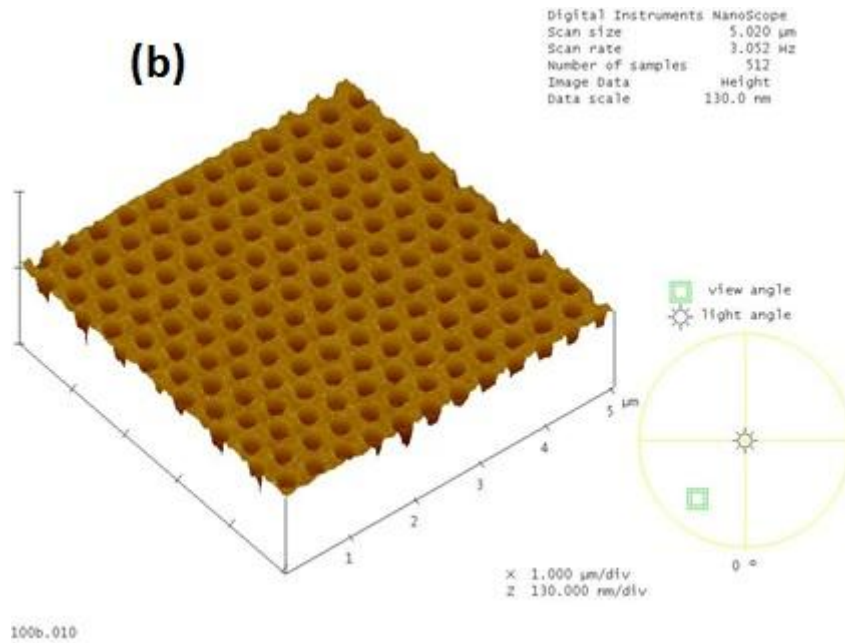 Digital Instruments NanoScope
Scan size 5.020 µm
Scan rate 3.052 Hz
Number of samples 512
Image Data Height
Data scale 130.0 nm
(b)
view angle
light angle
5 µm
4
3
2
1
0 º
X 1.000 µm/div
Z 130.000 nm/div
100b.010